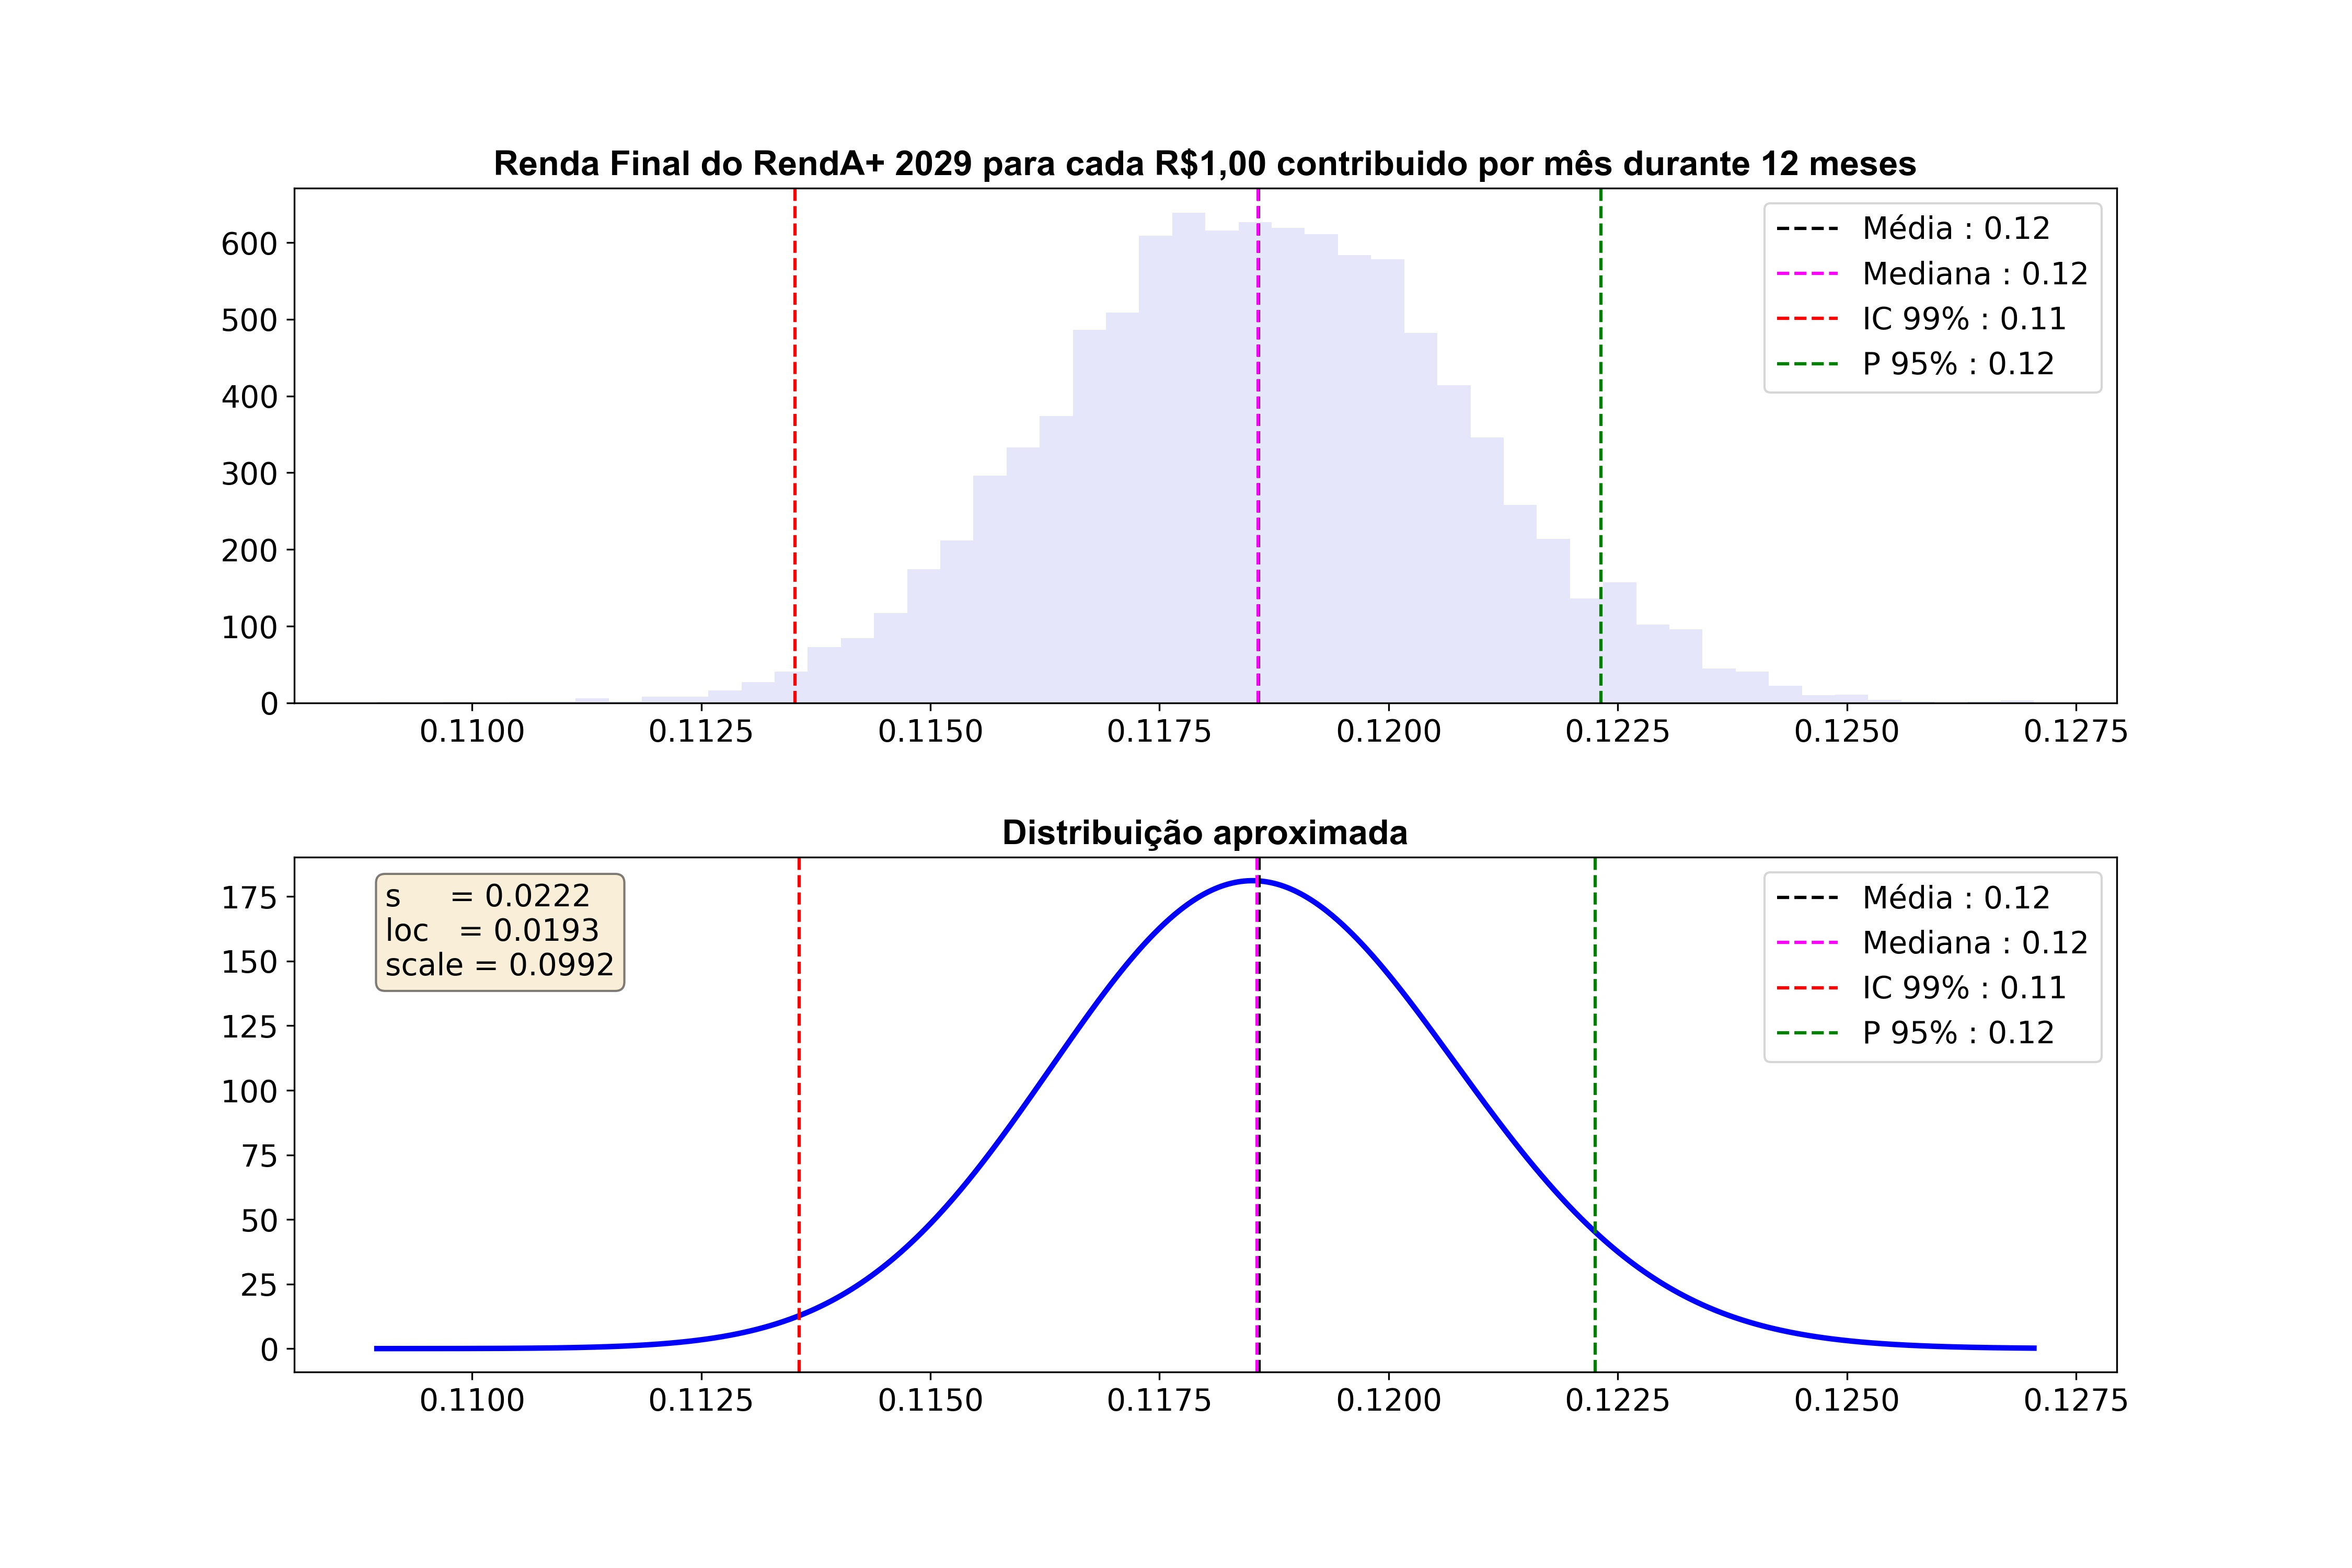 Renda Final do RendA+ 2029 para cada R$1,00 contribuido por mês durante 12 meses
600
500
400
300
200
100
0
Média : 0.12
Mediana : 0.12
IC 99% : 0.11
P 95% : 0.12
0.1100 0.1125 0.1150 0.1175 0.1200 0.1225 0.1250 0.1275
Distribuição aproximada
175
150
125
100
75
50
25
0
s = 0.0222
loc = 0.0193
scale = 0.0992
Média : 0.12
Mediana : 0.12
IC 99% : 0.11
P 95% : 0.12
0.1100 0.1125 0.1150 0.1175 0.1200 0.1225 0.1250 0.1275